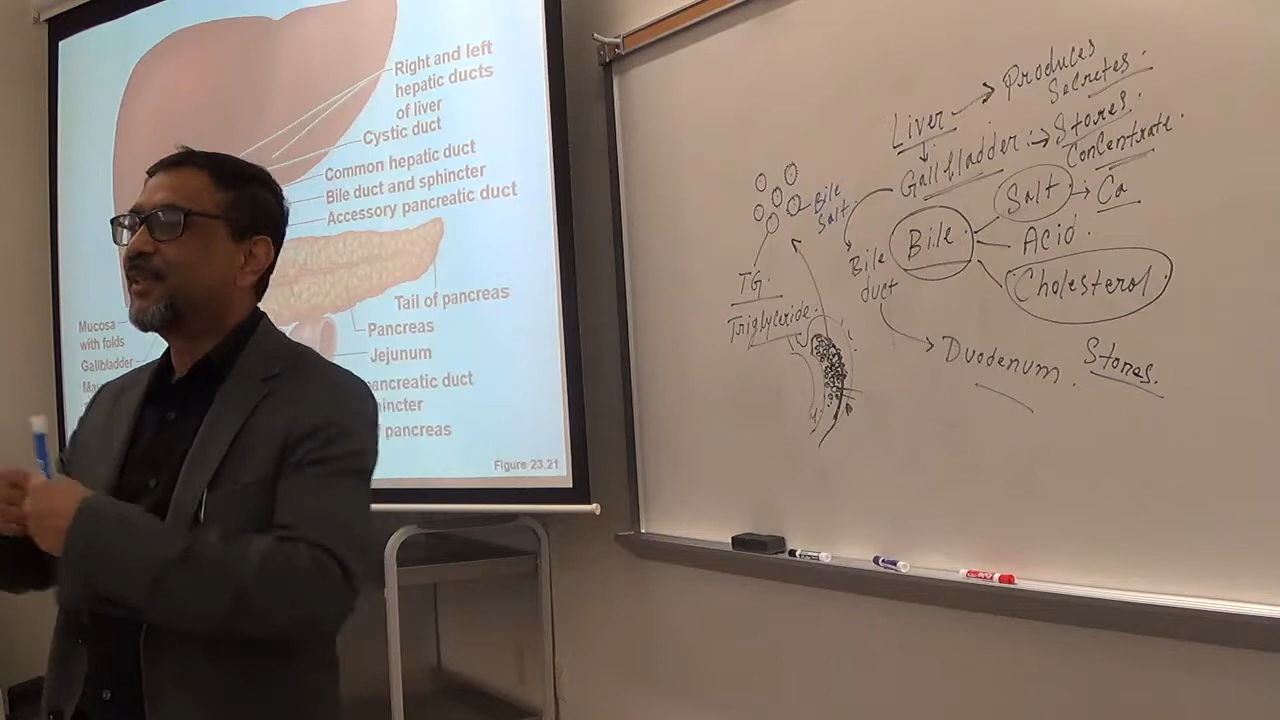 Right and left
hepatic ducts
of liver
Cystic duct
Common hepatic duct
Bile duct and sphincter
Accessory pancreatic duct
Tail of pancreas
Pancreas
Jejunum
pancreatic duct
pancreas
Mucosa
with folds
Gallbladder
Figure 23.21
Liver → Produces
Secretes.
Gallbladder. → Stores.
Concentrate.
Bile
Salt.
Bile
duct
Bile.
Salt → Ca
Acid.
Cholesterol.
TG.
Triglyceride.
Duodenum.
Stones.